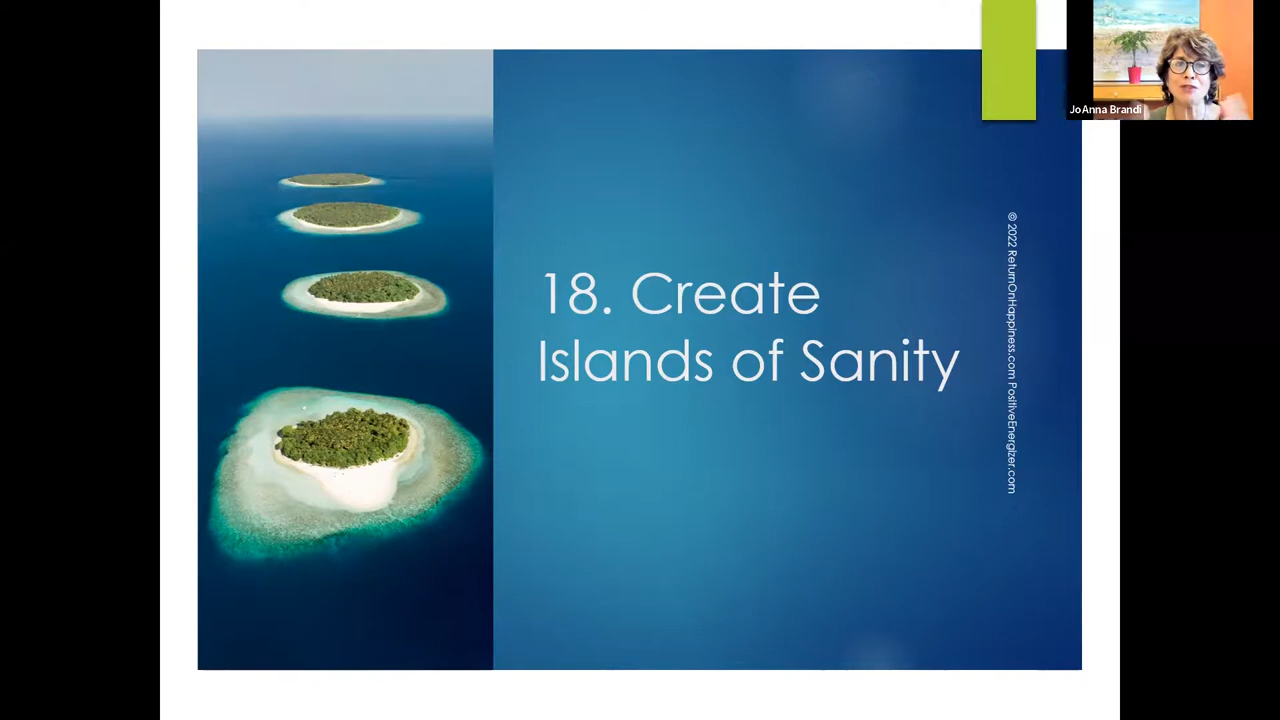 JoAnna Brandi
18. Create
Islands of Sanity
© 2022 ReturnOnHappiness.com PositiveEnergizer.com